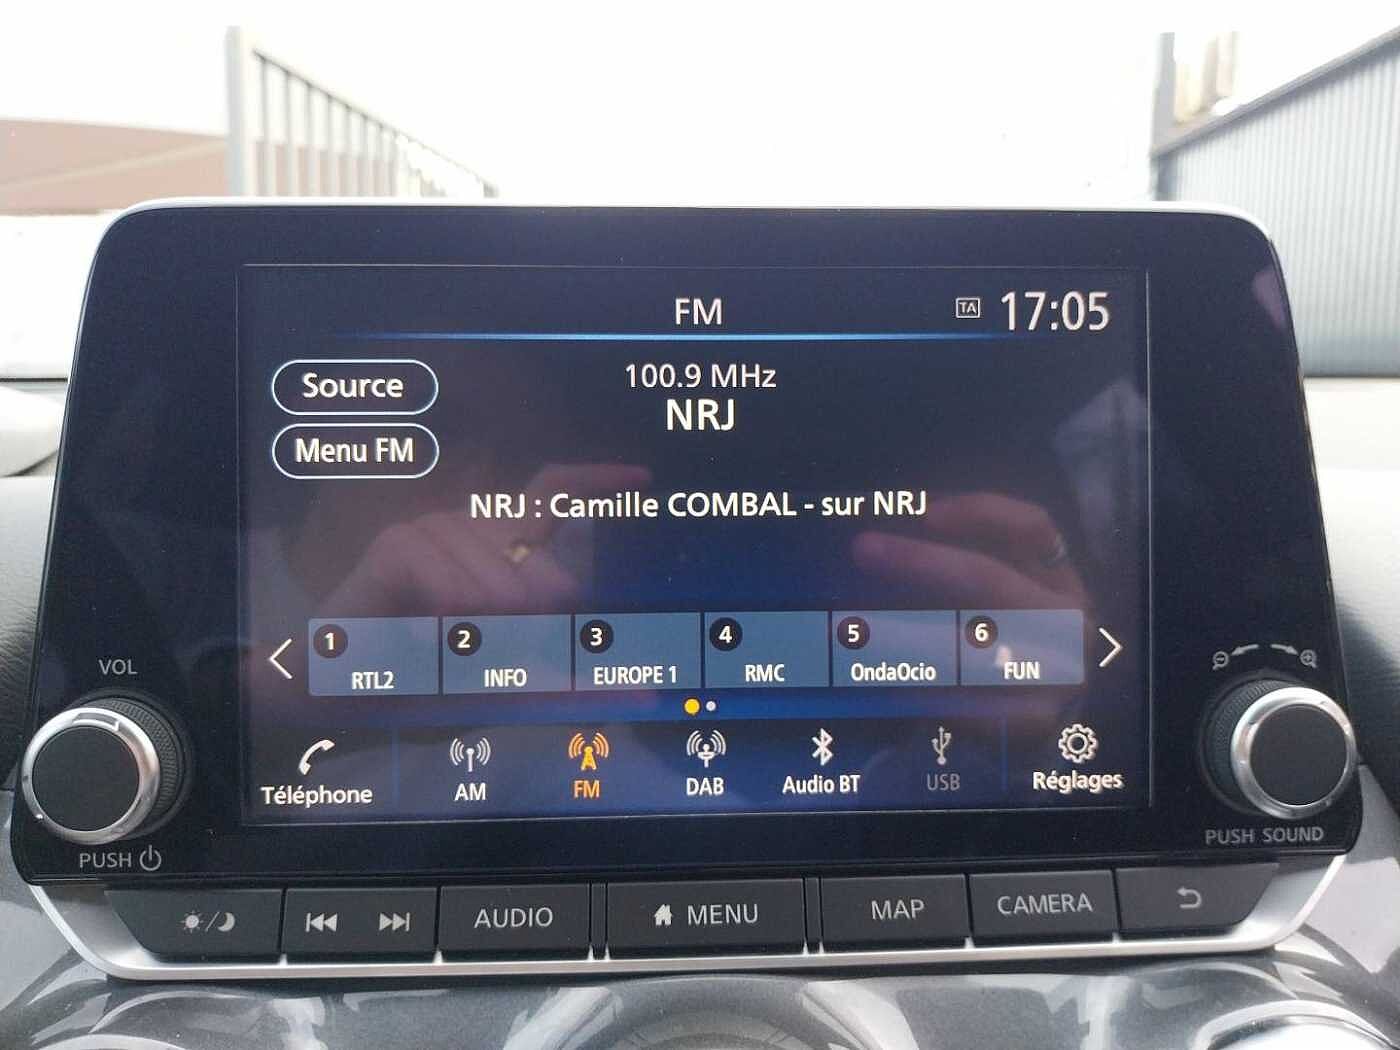 FM
TA 17:05
Source
100.9 MHz
NRJ
Menu FM
NRJ : Camille COMBAL - sur NRJ
1 RTL2
2 INFO
3 EUROPE 1
4 RMC
5 OndaOcio
6 FUN
VOL
Téléphone
AM
FM
DAB
Audio BT
USB
Réglages
PUSH
PUSH SOUND
AUDIO
MENU
MAP
CAMERA